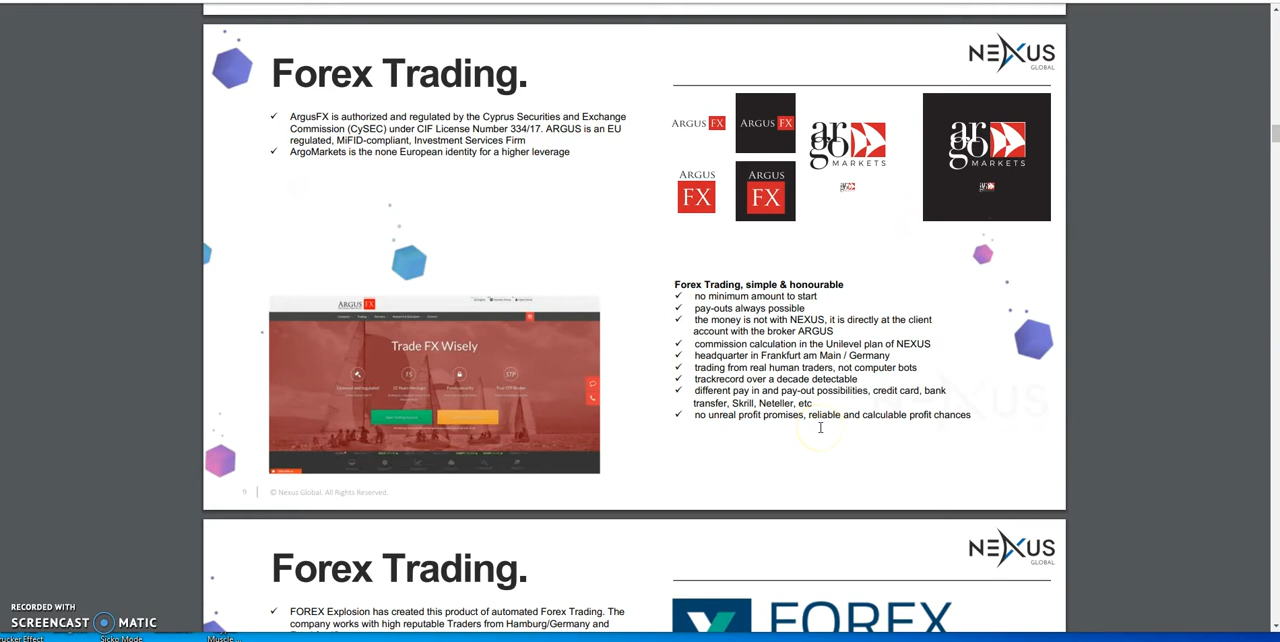 Forex Trading.
NEXUS
GLOBAL
✓ ArgusFX is authorized and regulated by the Cyprus Securities and Exchange
Commission (CySEC) under CIF License Number 334/17. ARGUS is an EU
regulated, MiFID-compliant, Investment Services Firm
✓ ArgoMarkets is the none European identity for a higher leverage
ARGUS FX
ARGUS FX
ARGUS
FX
ARGUS
FX
argo
MARKETS
argo
MARKETS
ARGUS FX
Trade FX Wisely
Forex Trading, simple & honourable
✓ no minimum amount to start
✓ pay-outs always possible
✓ the money is not with NEXUS, it is directly at the client
account with the broker ARGUS
✓ commission calculation in the Unilevel plan of NEXUS
✓ headquarter in Frankfurt am Main / Germany
✓ trading from real human traders, not computer bots
✓ trackrecord over a decade detectable
✓ different pay in and pay-out possibilities, credit card, bank
transfer, Skrill, Neteller, etc
✓ no unreal profit promises, reliable and calculable profit chances
9 | © Nexus Global. All Rights Reserved.
Forex Trading.
NEXUS
GLOBAL
✓ FOREX Explosion has created this product of automated Forex Trading. The
company works with high reputable Traders from Hamburg/Germany and
FOREX
RECORDED WITH
SCREENCAST MATIC
Sicko Mode
Muscle...